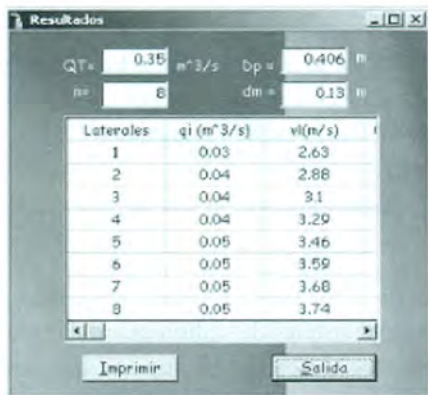 Resultados
QT= 0.35 m^3/s Dp = 0.406 m
n= 8 dm = 0.13 m
Laterales qi (m^3/s) vl(m/s)
1 0.03 2.63
2 0.04 2.88
3 0.04 3.1
4 0.04 3.29
5 0.05 3.46
6 0.05 3.59
7 0.05 3.68
8 0.05 3.74
Imprimir Salida